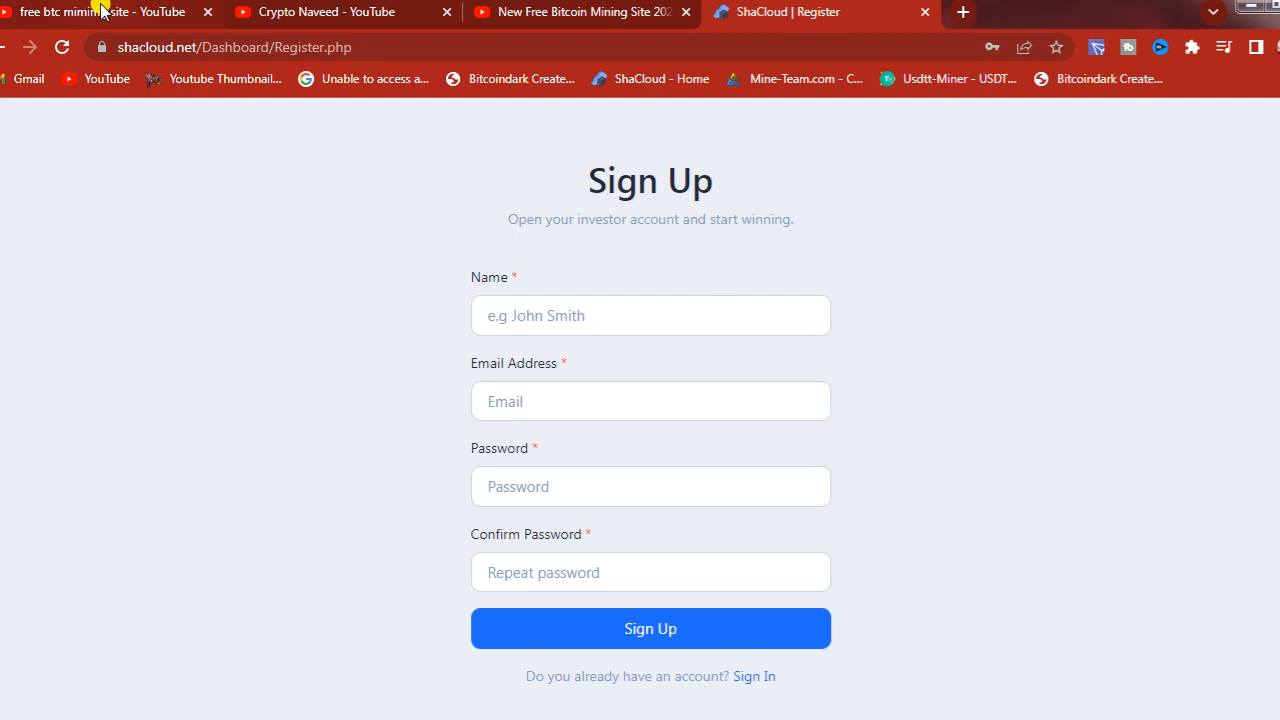 free btc mimim site - YouTube
Crypto Naveed - YouTube
New Free Bitcoin Mining Site 202
ShaCloud | Register
shacloud.net/Dashboard/Register.php
Gmail
YouTube
Youtube Thumbnail...
Unable to access a...
Bitcoindark Create...
ShaCloud - Home
Mine-Team.com - C...
Usdtt-Miner - USDT...
Bitcoindark Create...
Sign Up
Open your investor account and start winning.
Name *
e.g John Smith
Email Address *
Email
Password *
Password
Confirm Password *
Repeat password
Sign Up
Do you already have an account? Sign In